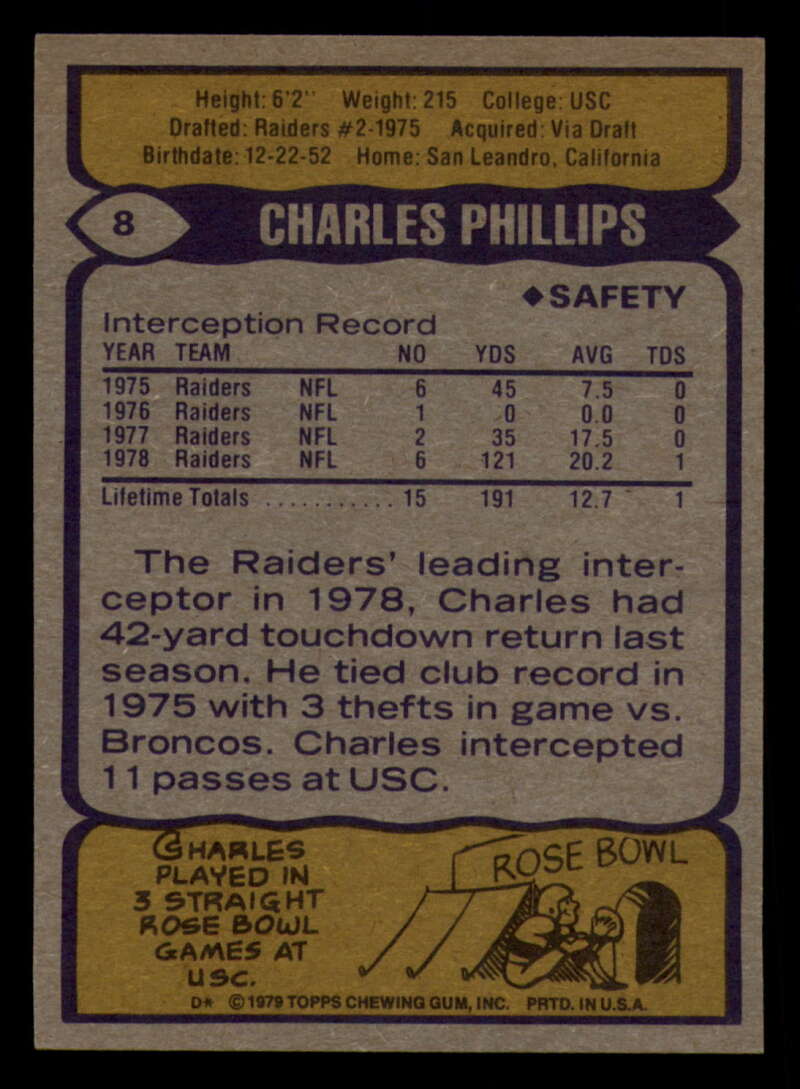 Height: 6'2" Weight: 215 College: USC
Drafted: Raiders #2-1975 Acquired: Via Draft
Birthdate: 12-22-52 Home: San Leandro, California
8 CHARLES PHILLIPS
◆SAFETY
Interception Record
YEAR TEAM NO YDS AVG TDS
1975 Raiders NFL 6 45 7.5 0
1976 Raiders NFL 1 0 0.0 0
1977 Raiders NFL 2 35 17.5 0
1978 Raiders NFL 6 121 20.2 1
Lifetime Totals ........... 15 191 12.7 1
The Raiders' leading inter-
ceptor in 1978, Charles had
42-yard touchdown return last
season. He tied club record in
1975 with 3 thefts in game vs.
Broncos. Charles intercepted
11 passes at USC.
CHARLES
PLAYED IN
3 STRAIGHT
ROSE BOWL
GAMES AT
USC.
ROSE BOWL
D* ©1979 TOPPS CHEWING GUM, INC. PRTD. IN U.S.A.